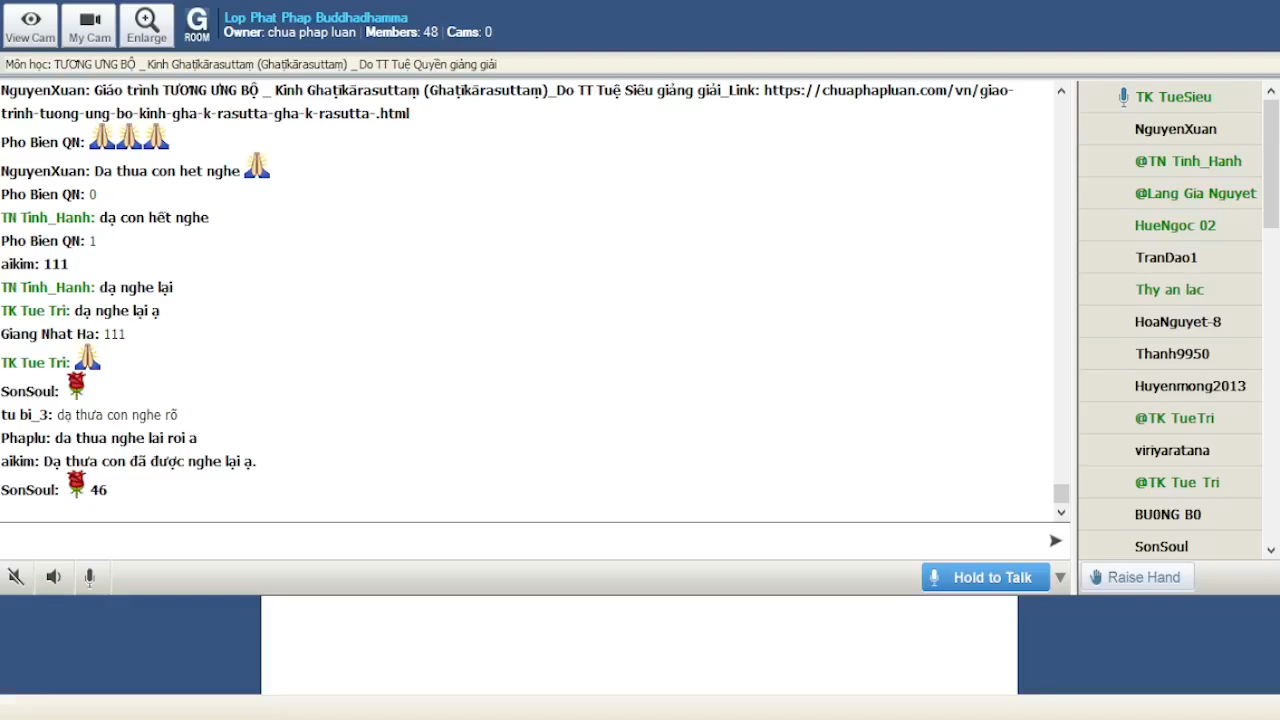 View Cam
My Cam
Enlarge
G
ROOM
Lop Phat Phap Buddhadhamma
Owner: chua phap luan | Members: 48 | Cams: 0
Môn học: TƯƠNG ƯNG BỘ _ Kinh Ghaṭikārasuttaṃ (Ghaṭikārasuttaṃ) _ Do TT Tuệ Quyền giảng giải
NguyenXuan: Giáo trình TƯƠNG ƯNG BỘ _ Kinh Ghaṭikārasuttaṃ (Ghaṭikārasuttaṃ)_Do TT Tuệ Siêu giảng giải_Link: https://chuaphapluan.com/vn/giao-
trinh-tuong-ung-bo-kinh-gha-k-rasutta-gha-k-rasutta-.html
Pho Bien QN:
NguyenXuan: Da thua con het nghe
Pho Bien QN: 0
TN Tinh_Hanh: dạ con hết nghe
Pho Bien QN: 1
aikim: 111
TN Tinh_Hanh: dạ nghe lại
TK Tue Tri: dạ nghe lại ạ
Giang Nhat Ha: 111
TK Tue Tri:
SonSoul:
tu bi_3: dạ thưa con nghe rõ
Phaplu: da thua nghe lai roi a
aikim: Dạ thưa con đã được nghe lại ạ.
SonSoul: 46
Hold to Talk
TK TueSieu
NguyenXuan
@TN Tinh_Hanh
@Lang Gia Nguyet
HueNgoc 02
TranDao1
Thy an lac
HoaNguyet-8
Thanh9950
Huyenmong2013
@TK TueTri
viriyaratana
@TK Tue Tri
BU0NG B0
SonSoul
Raise Hand